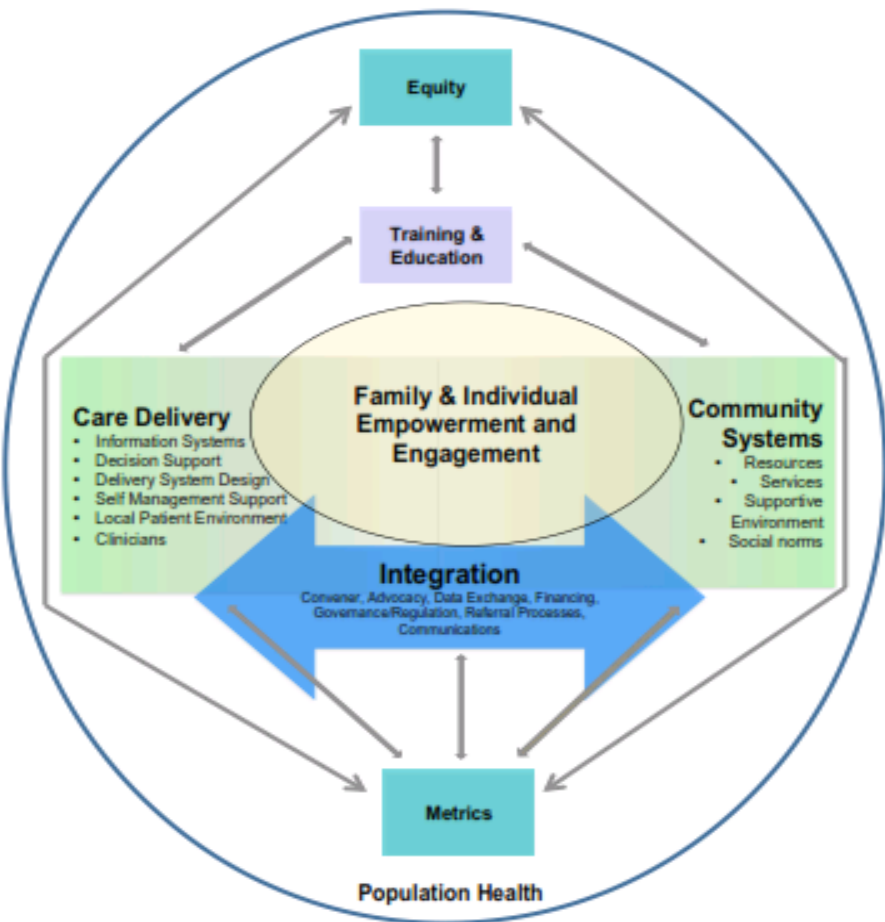 Equity
Training &
Education
Family & Individual
Empowerment and
Engagement
Care Delivery
• Information Systems
• Decision Support
• Delivery System Design
• Self Management Support
• Local Patient Environment
• Clinicians
Community
Systems
• Resources
• Services
• Supportive
Environment
• Social norms
Integration
Convener, Advocacy, Data Exchange, Financing,
Governance/Regulation, Referral Processes,
Communications
Metrics
Population Health